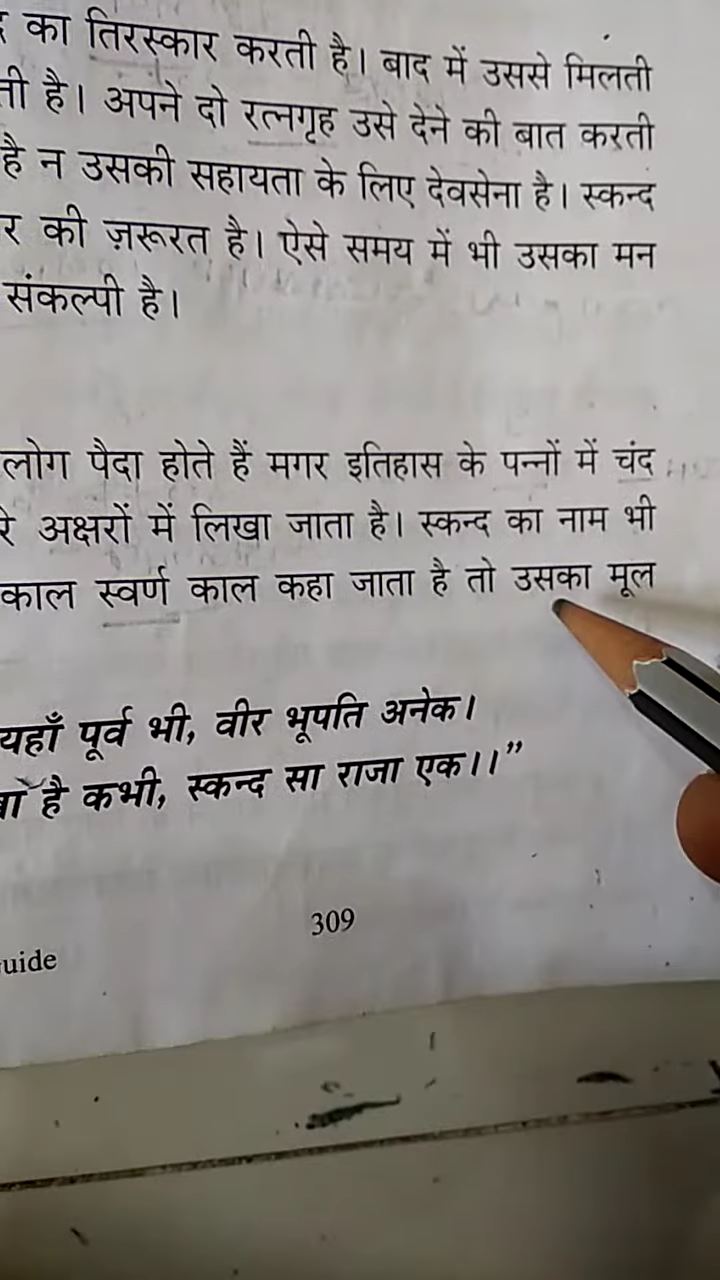 का तिरस्कार करती है। बाद में उससे मिलती
है। अपने दो रत्नगृह उसे देने की बात करती
है न उसकी सहायता के लिए देवसेना है। स्कन्द
की ज़रूरत है। ऐसे समय में भी उसका मन
संकल्पी है।
लोग पैदा होते हैं मगर इतिहास के पन्नों में चंद
अक्षरों में लिखा जाता है। स्कन्द का नाम भी
काल स्वर्ण काल कहा जाता है तो उसका मूल
यहाँ पूर्व भी, वीर भूपति अनेक।
है कभी, स्कन्द सा राजा एक।।”
309
uide